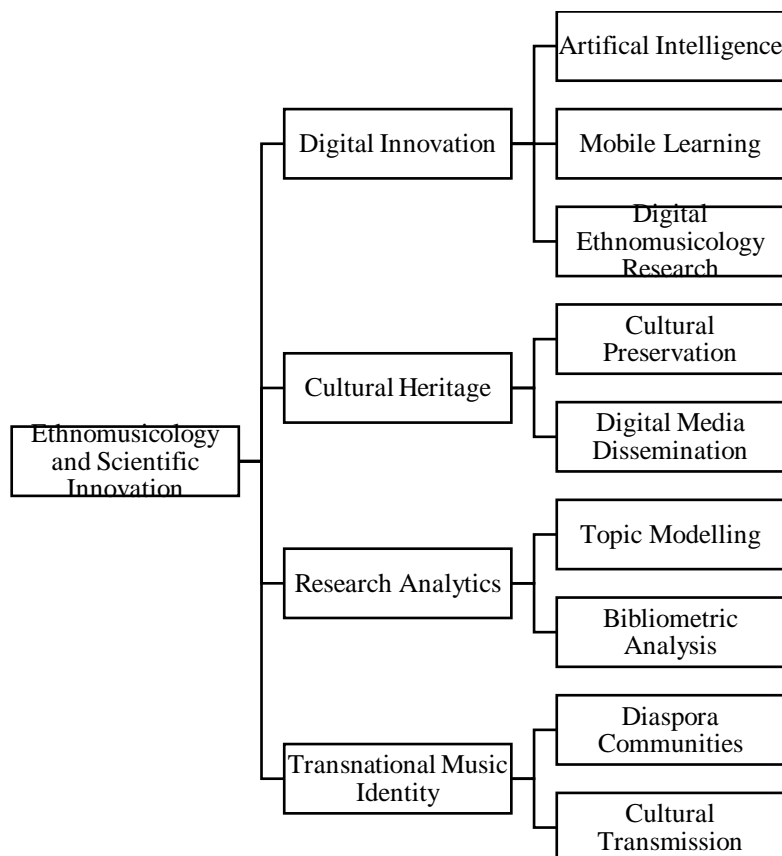 Artifical Intelligence
Digital Innovation
Mobile Learning
Digital
Ethnomusicology
Research
Cultural
Preservation
Cultural Heritage
Digital Media
Dissemination
Ethnomusicology
and Scientific
Innovation
Topic Modelling
Research Analytics
Bibliometric
Analysis
Diaspora
Communities
Transnational Music
Identity
Cultural
Transmission